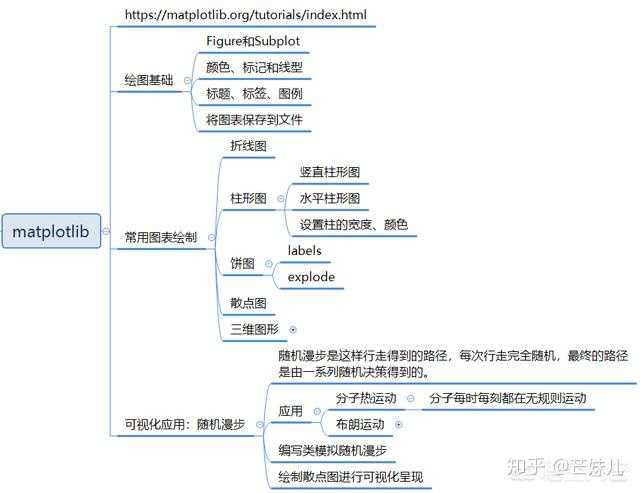 https://matplotlib.org/tutorials/index.html
Figure和Subplot
颜色、标记和线型
绘图基础
标题、标签、图例
将图表保存到文件
折线图
竖直柱形图
柱形图
水平柱形图
设置柱的宽度、颜色
matplotlib
常用图表绘制
labels
饼图
explode
散点图
三维图形
随机漫步是这样行走得到的路径，每次行走完全随机，最终的路径
是由一系列随机决策得到的。
分子热运动
分子每时每刻都在无规则运动
应用
布朗运动
可视化应用：随机漫步
编写类模拟随机漫步
绘制散点图进行可视化呈现
知乎 @芒妹儿